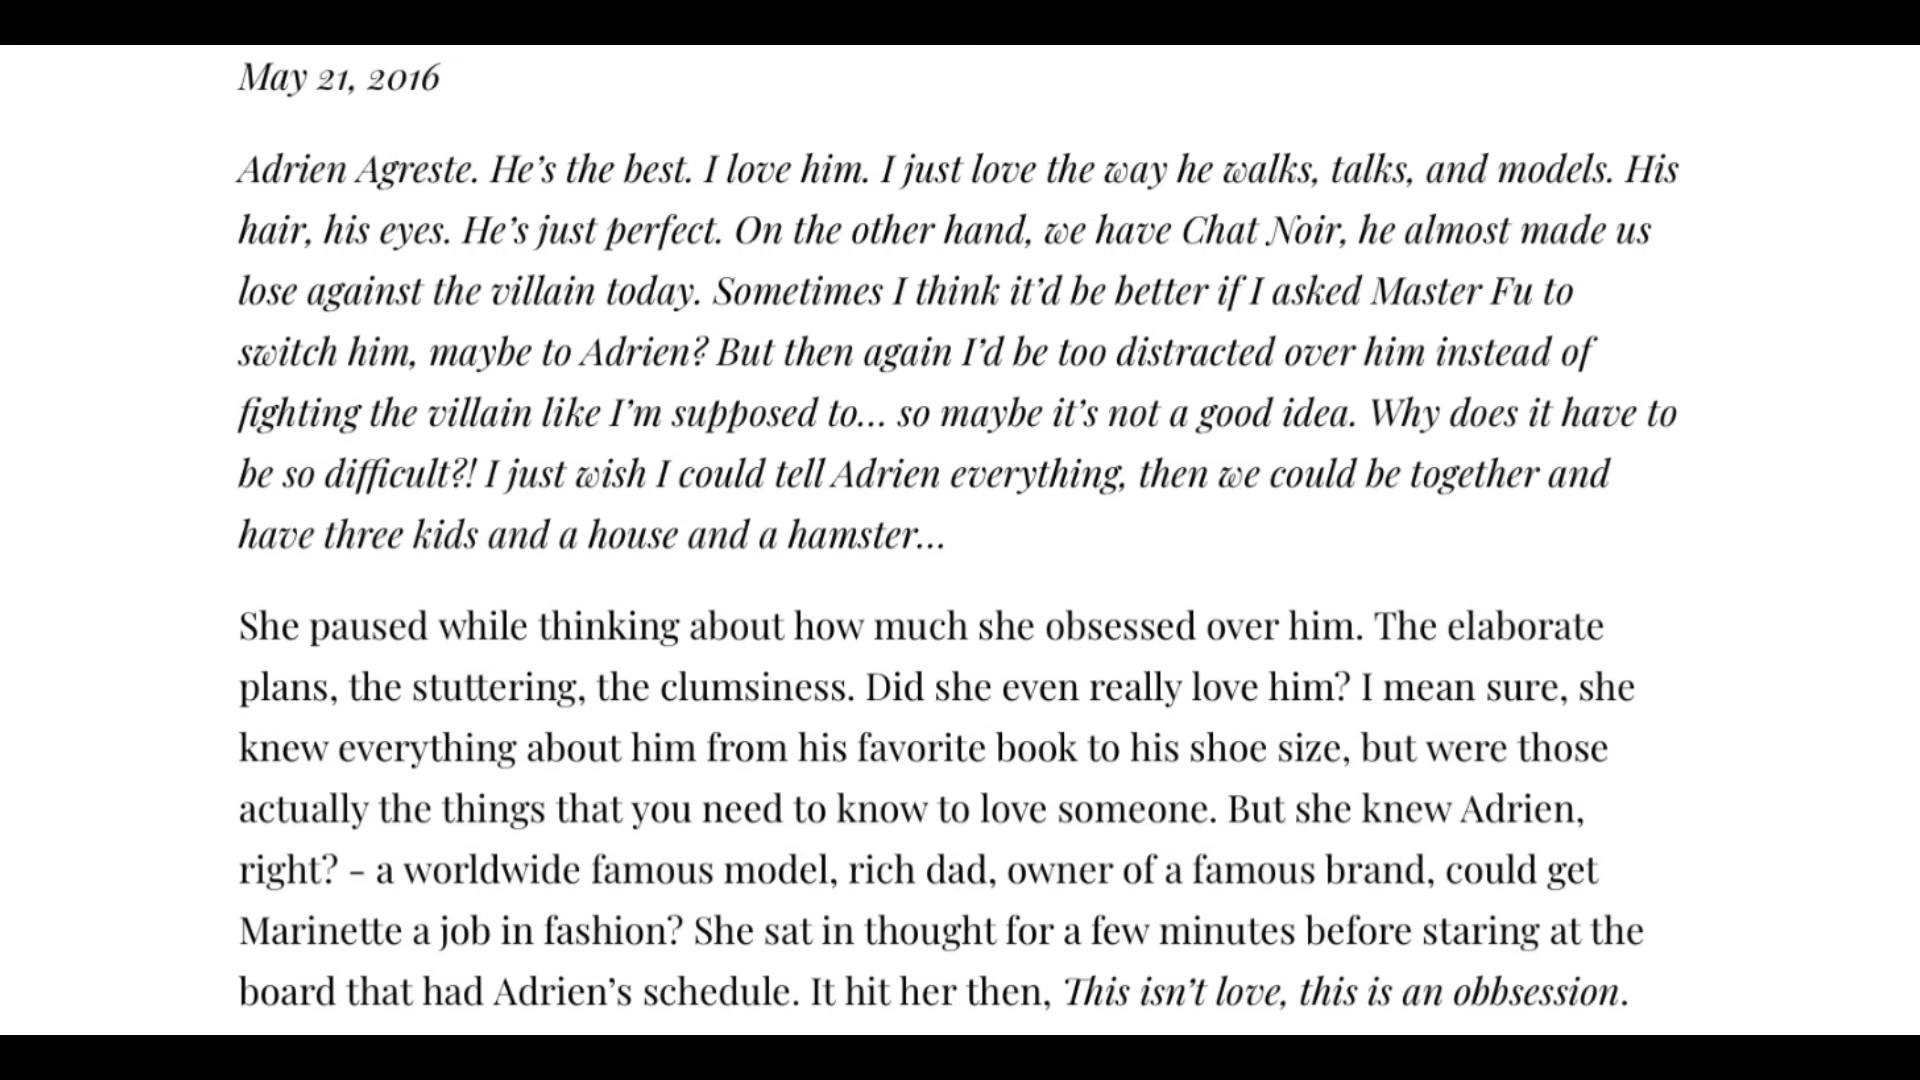 May 21, 2016
Adrien Agreste. He’s the best. I love him. I just love the way he walks, talks, and models. His
hair, his eyes. He’s just perfect. On the other hand, we have Chat Noir, he almost made us
lose against the villain today. Sometimes I think it’d be better if I asked Master Fu to
switch him, maybe to Adrien? But then again I’d be too distracted over him instead of
fighting the villain like I’m supposed to... so maybe it’s not a good idea. Why does it have to
be so difficult?! I just wish I could tell Adrien everything, then we could be together and
have three kids and a house and a hamster...
She paused while thinking about how much she obsessed over him. The elaborate
plans, the stuttering, the clumsiness. Did she even really love him? I mean sure, she
knew everything about him from his favorite book to his shoe size, but were those
actually the things that you need to know to love someone. But she knew Adrien,
right? - a worldwide famous model, rich dad, owner of a famous brand, could get
Marinette a job in fashion? She sat in thought for a few minutes before staring at the
board that had Adrien’s schedule. It hit her then, This isn’t love, this is an obbsession.